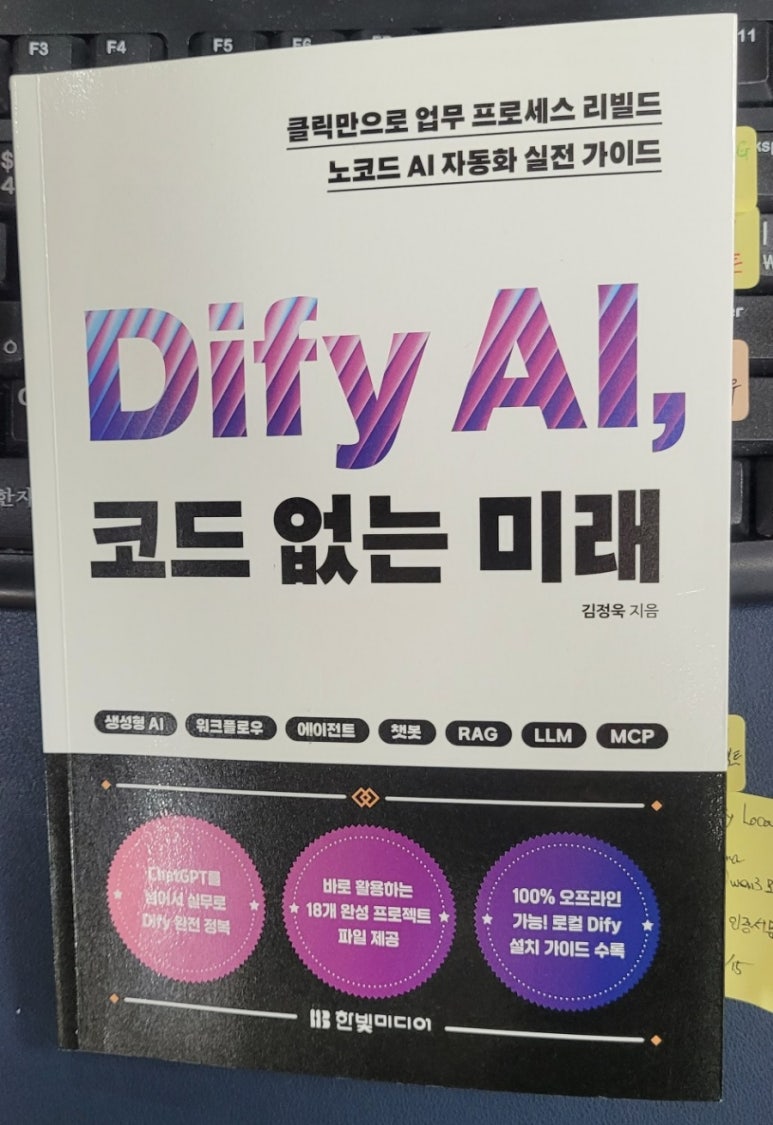 F3
F4
F5
F6
11
$
4
클릭만으로 업무 프로세스 리빌드
노코드 AI 자동화 실전 가이드
Dify AI,
코드 없는 미래
김정욱 지음
생성형 AI
워크플로우
에이전트
챗봇
RAG
LLM
MCP
ChatGPT를
넘어서 실무로
Dify 완전 정복
바로 활용하는
18개 완성 프로젝트
파일 제공
100% 오프라인
가능! 로컬 Dify
설치 가이드 수록
한빛미디어